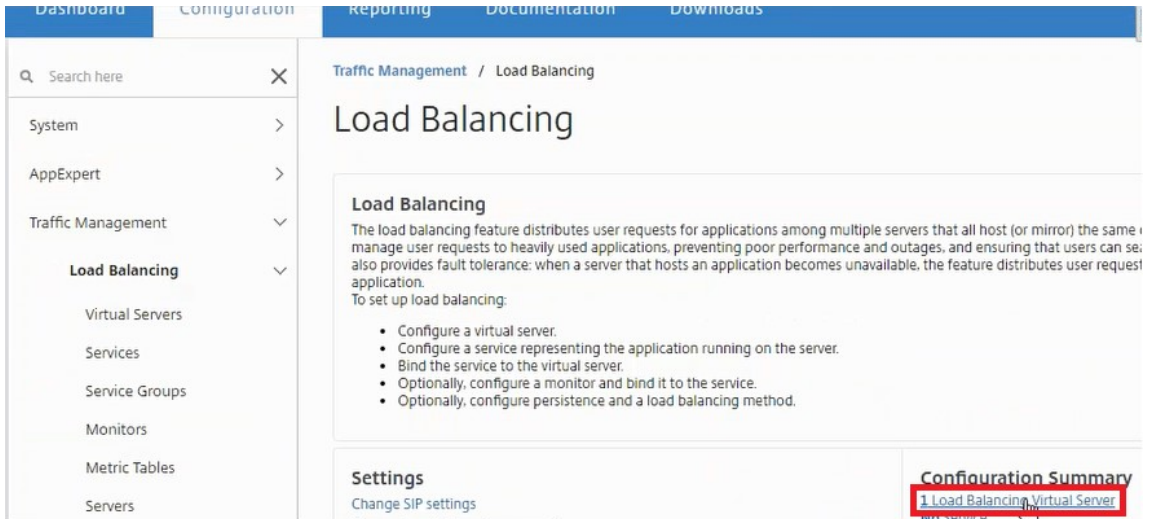 Dashboard Configuration Reporting Documentation Downloads
Search here
System
AppExpert
Traffic Management
Load Balancing
Virtual Servers
Services
Service Groups
Monitors
Metric Tables
Servers
Traffic Management / Load Balancing
Load Balancing
Load Balancing
The load balancing feature distributes user requests for applications among multiple servers that all host (or mirror) the same
manage user requests to heavily used applications, preventing poor performance and outages, and ensuring that users can
also provides fault tolerance: when a server that hosts an application becomes unavailable, the feature distributes user
application.
To set up load balancing:
• Configure a virtual server.
• Configure a service representing the application running on the server.
• Bind the service to the virtual server.
• Optionally, configure a monitor and bind it to the service.
• Optionally, configure persistence and a load balancing method.
Settings
Change SIP settings
Configuration Summary
1 Load Balancing Virtual Server